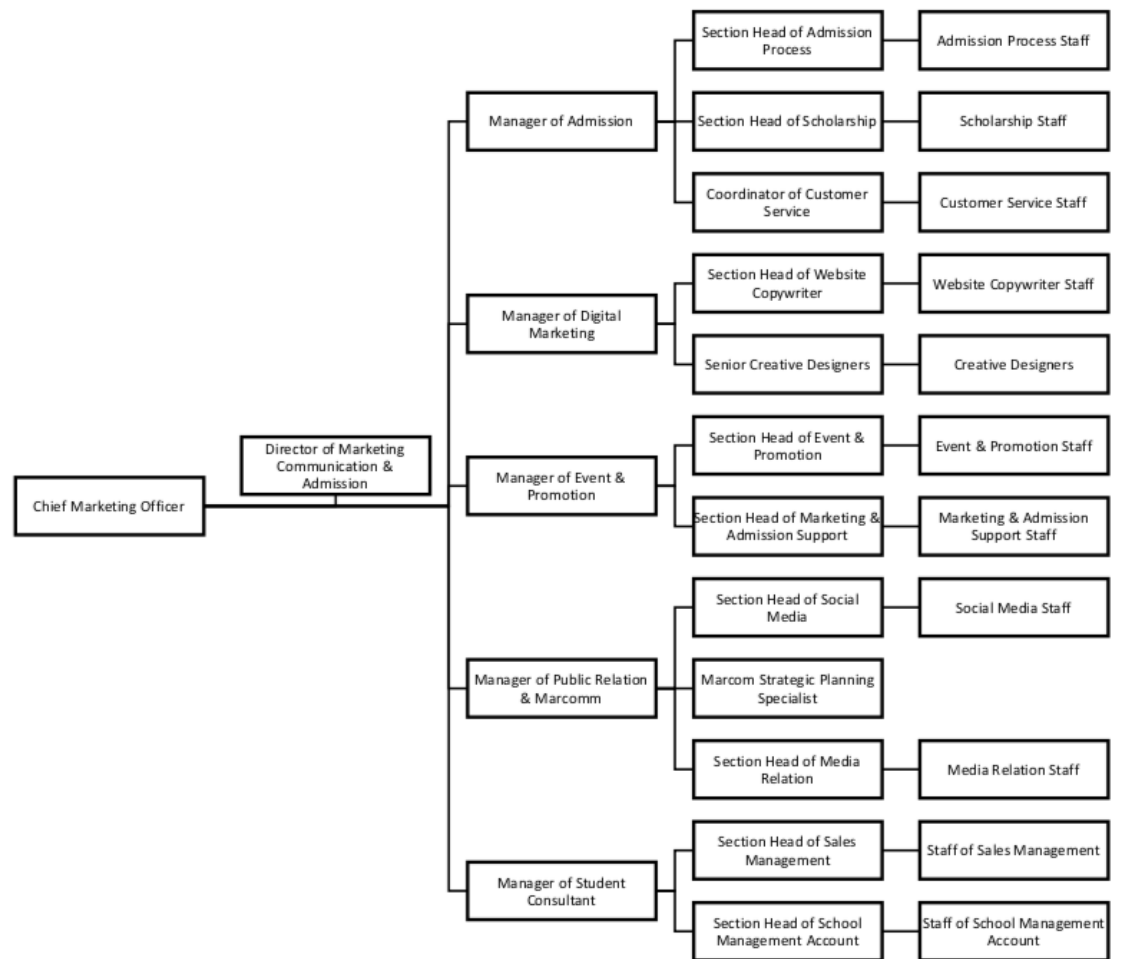 Chief Marketing Officer
Director of Marketing
Communication &
Admission
Manager of Admission
Section Head of Admission
Process
Admission Process Staff
Section Head of Scholarship
Scholarship Staff
Coordinator of Customer
Service
Customer Service Staff
Manager of Digital
Marketing
Section Head of Website
Copywriter
Website Copywriter Staff
Senior Creative Designers
Creative Designers
Manager of Event &
Promotion
Section Head of Event &
Promotion
Event & Promotion Staff
Section Head of Marketing &
Admission Support
Marketing & Admission
Support Staff
Manager of Public Relation
& Marcomm
Section Head of Social
Media
Social Media Staff
Marcom Strategic Planning
Specialist
Section Head of Media
Relation
Media Relation Staff
Manager of Student
Consultant
Section Head of Sales
Management
Staff of Sales Management
Section Head of School
Management Account
Staff of School Management
Account